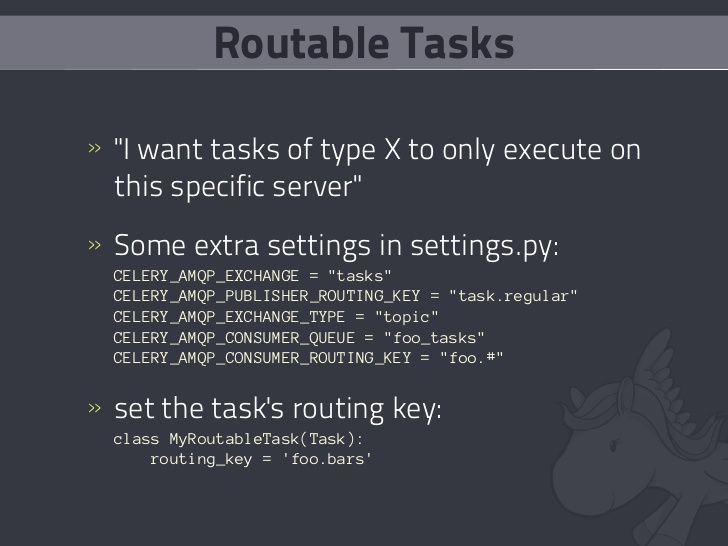 Routable Tasks
» "I want tasks of type X to only execute on
this specific server"
» Some extra settings in settings.py:
CELERY_AMQP_EXCHANGE = "tasks"
CELERY_AMQP_PUBLISHER_ROUTING_KEY = "task.regular"
CELERY_AMQP_EXCHANGE_TYPE = "topic"
CELERY_AMQP_CONSUMER_QUEUE = "foo_tasks"
CELERY_AMQP_CONSUMER_ROUTING_KEY = "foo.#"
» set the task's routing key:
class MyRoutableTask(Task):
    routing_key = 'foo.bars'